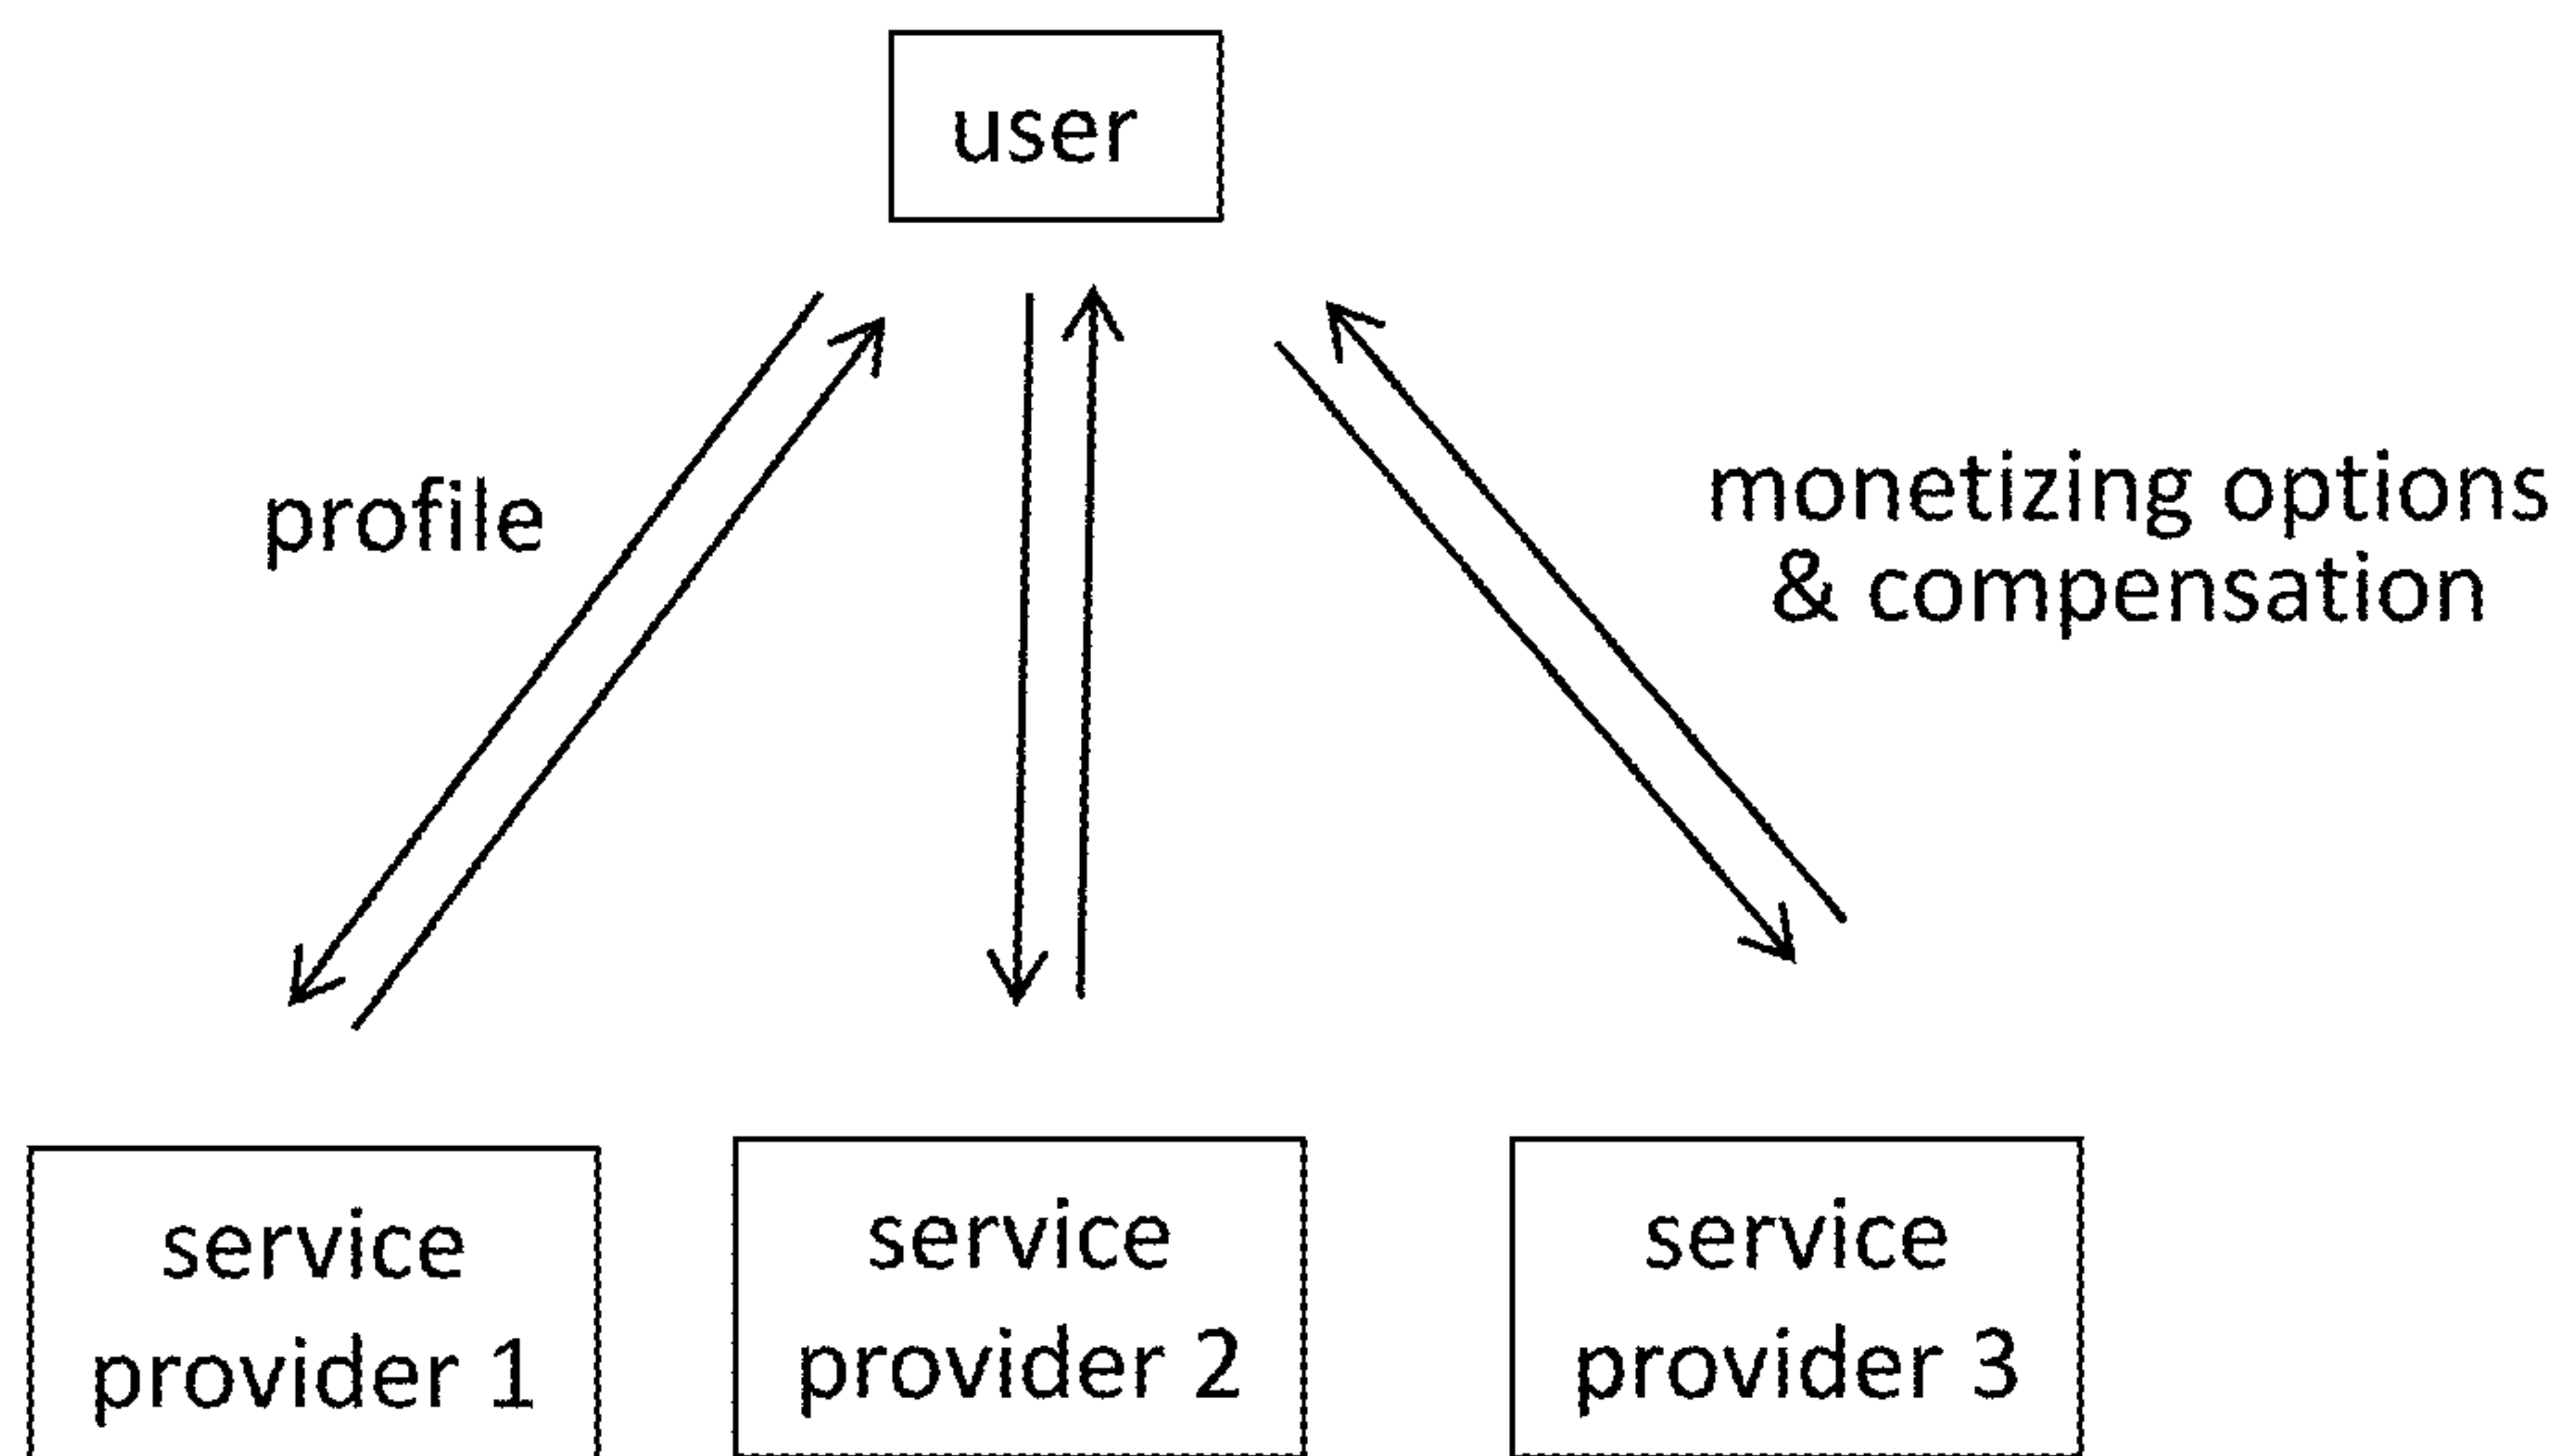 user
profile
monetizing options
& compensation
service
provider 1
service
provider 2
service
provider 3